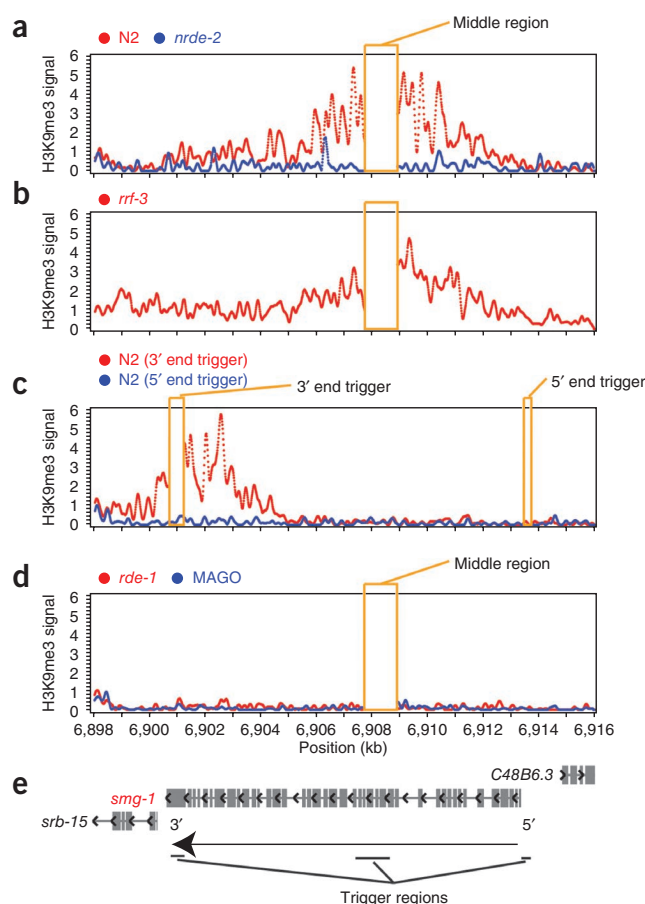 a
N2 nrde-2
Middle region
H3K9me3 signal
6
5
4
3
2
1
0
b
rrf-3
H3K9me3 signal
6
5
4
3
2
1
0
N2 (3′ end trigger)
c
N2 (5′ end trigger)
3′ end trigger
5′ end trigger
H3K9me3 signal
6
5
4
3
2
1
0
d
rde-1 MAGO
Middle region
H3K9me3 signal
6
5
4
3
2
1
0
6,898 6,900 6,902 6,904 6,906 6,908 6,910 6,912 6,914 6,916
Position (kb)
e
C48B6.3
smg-1
srb-15
3′ 5′
Trigger regions